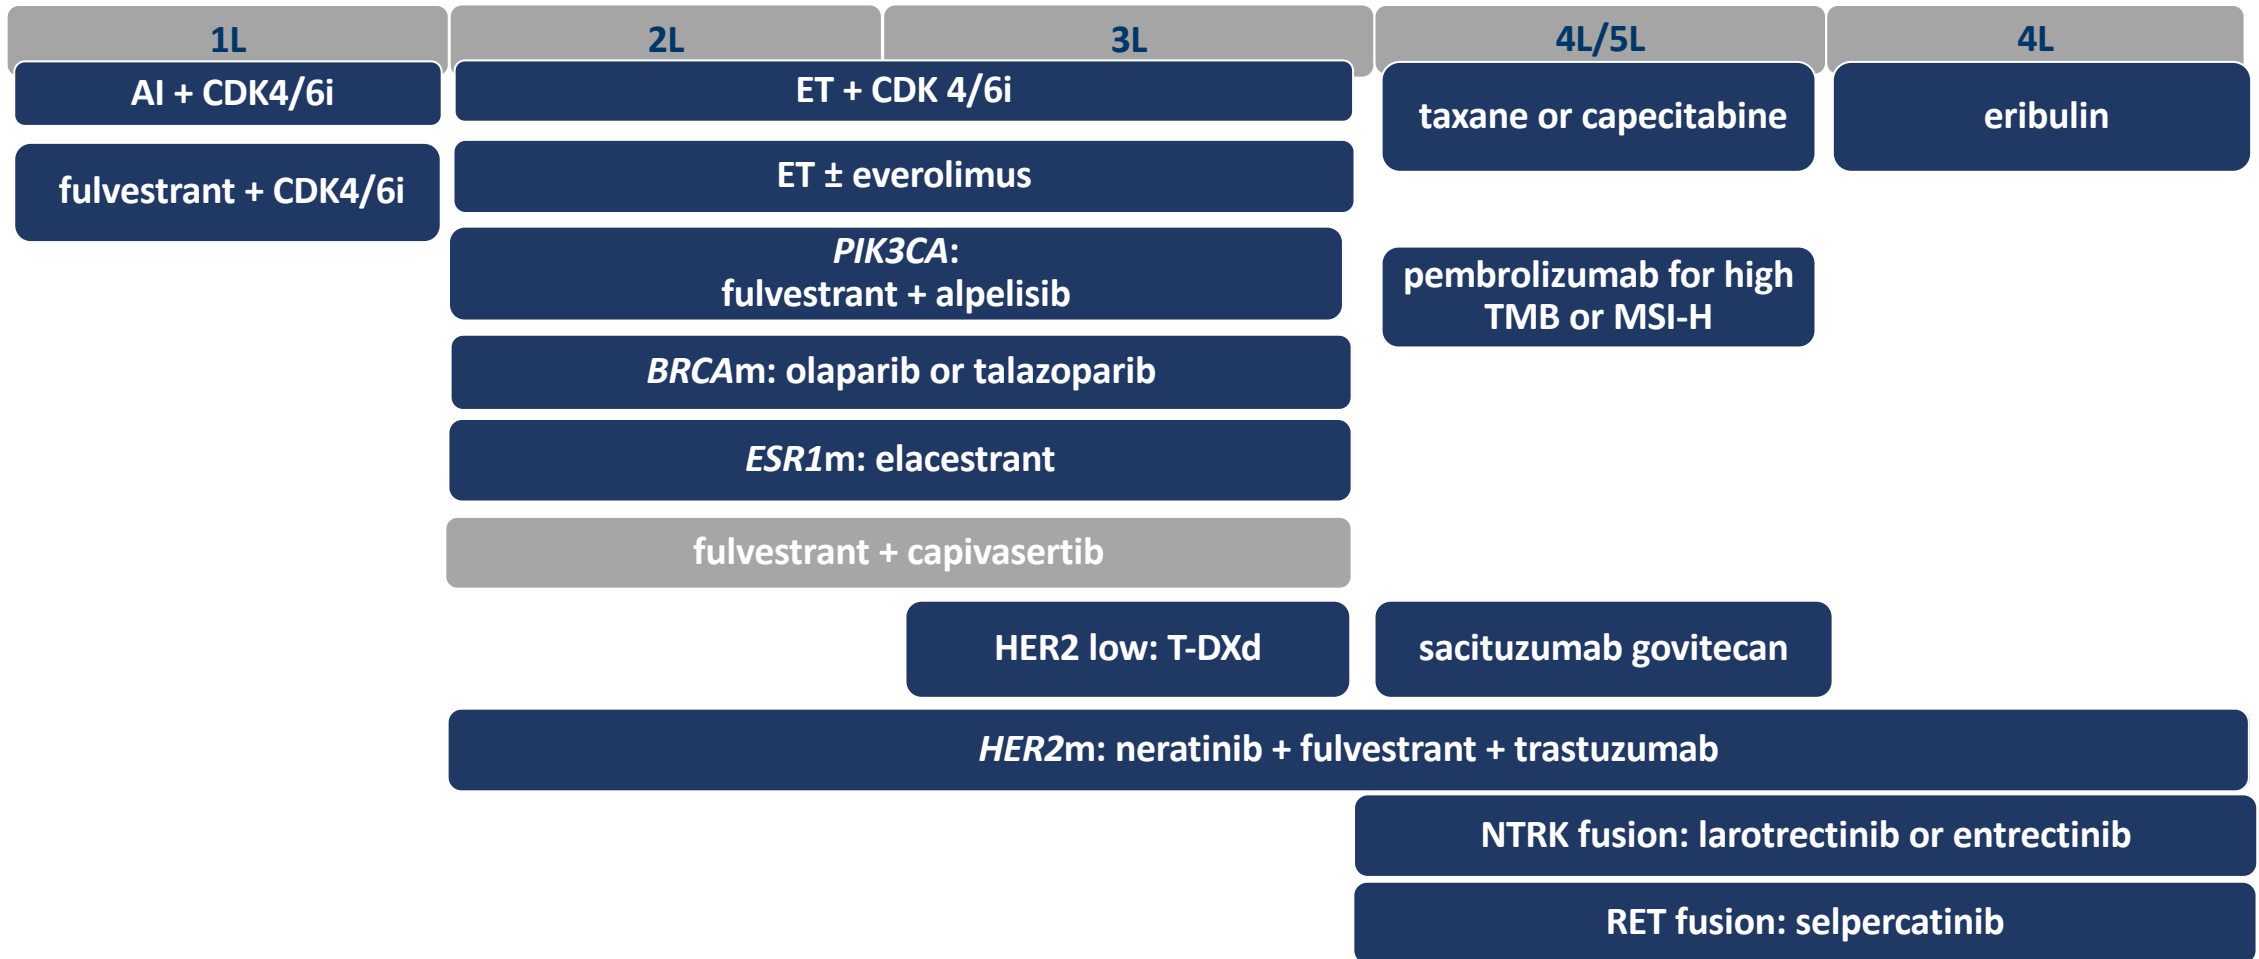 1L
2L
3L
4L/5L
4L
AI + CDK4/6i
ET + CDK 4/6i
taxane or capecitabine
eribulin
fulvestrant + CDK4/6i
ET ± everolimus
PIK3CA:
fulvestrant + alpelisib
pembrolizumab for high
TMB or MSI-H
BRCAm: olaparib or talazoparib
ESR1m: elacestrant
fulvestrant + capivasertib
HER2 low: T-DXd
sacituzumab govitecan
HER2m: neratinib + fulvestrant + trastuzumab
NTRK fusion: larotrectinib or entrectinib
RET fusion: selpercatinib